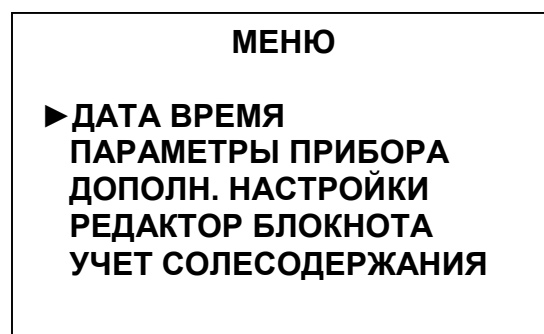 МЕНЮ
►ДАТА ВРЕМЯ
ПАРАМЕТРЫ ПРИБОРА
ДОПОЛН. НАСТРОЙКИ
РЕДАКТОР БЛОКНОТА
УЧЕТ СОЛЕСОДЕРЖАНИЯ